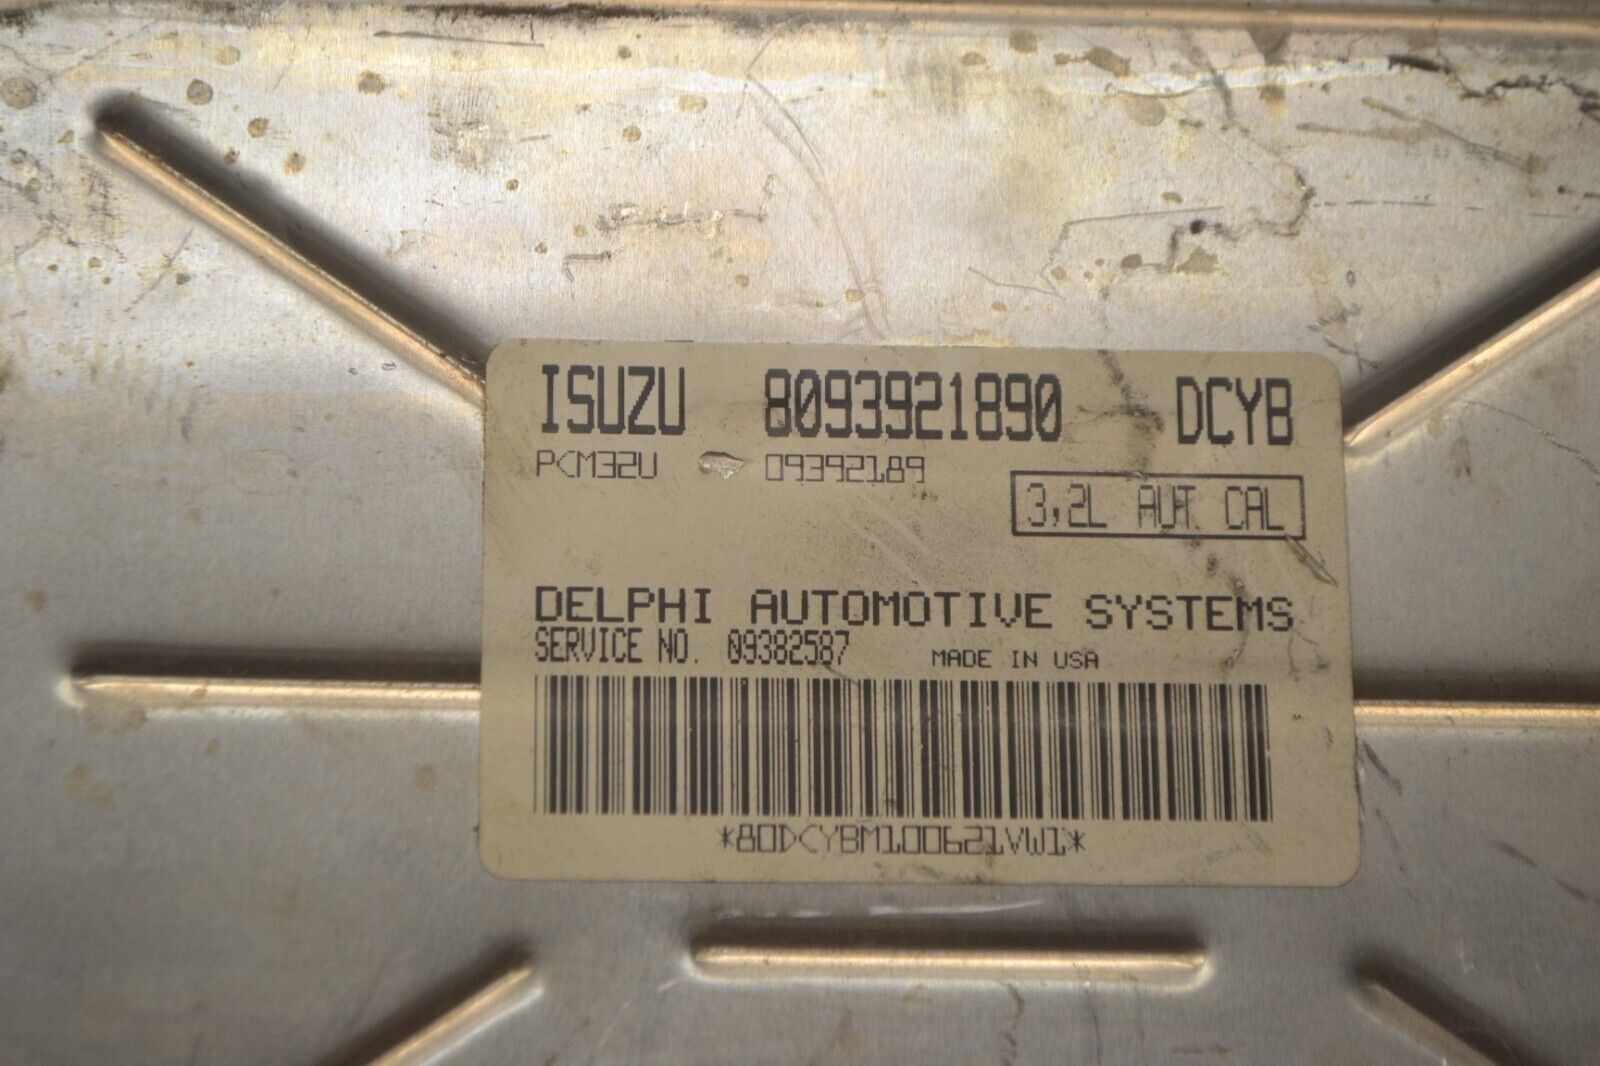 ISUZU 8093921890 DCYB
PCM32U 09392189
3,2L AUT CAL
DELPHI AUTOMOTIVE SYSTEMS
SERVICE NO. 09382587 MADE IN USA
*80DCYBM100621VW1*